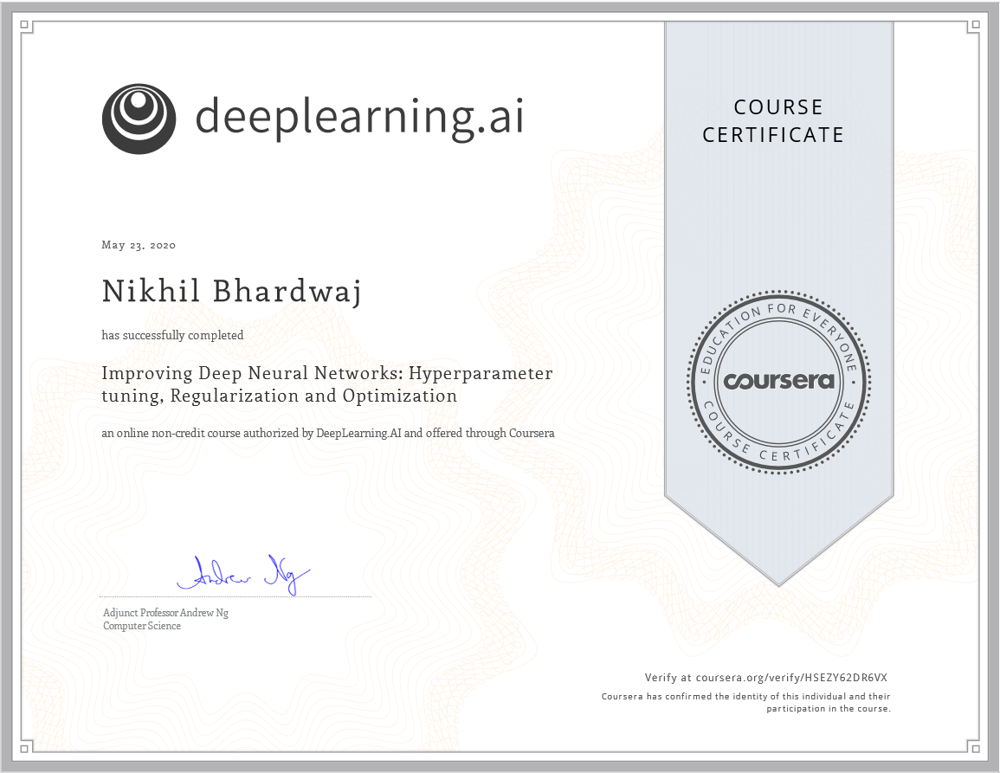 deeplearning.ai
COURSE
CERTIFICATE
May 23, 2020
Nikhil Bhardwaj
has successfully completed
Improving Deep Neural Networks: Hyperparameter
tuning, Regularization and Optimization
an online non-credit course authorized by DeepLearning.AI and offered through Coursera
EDUCATION FOR EVERYONE
coursera
COURSE CERTIFICATE
Andrew Ng
Adjunct Professor Andrew Ng
Computer Science
Verify at coursera.org/verify/HSEZY62DR6VX
Coursera has confirmed the identity of this individual and their
participation in the course.